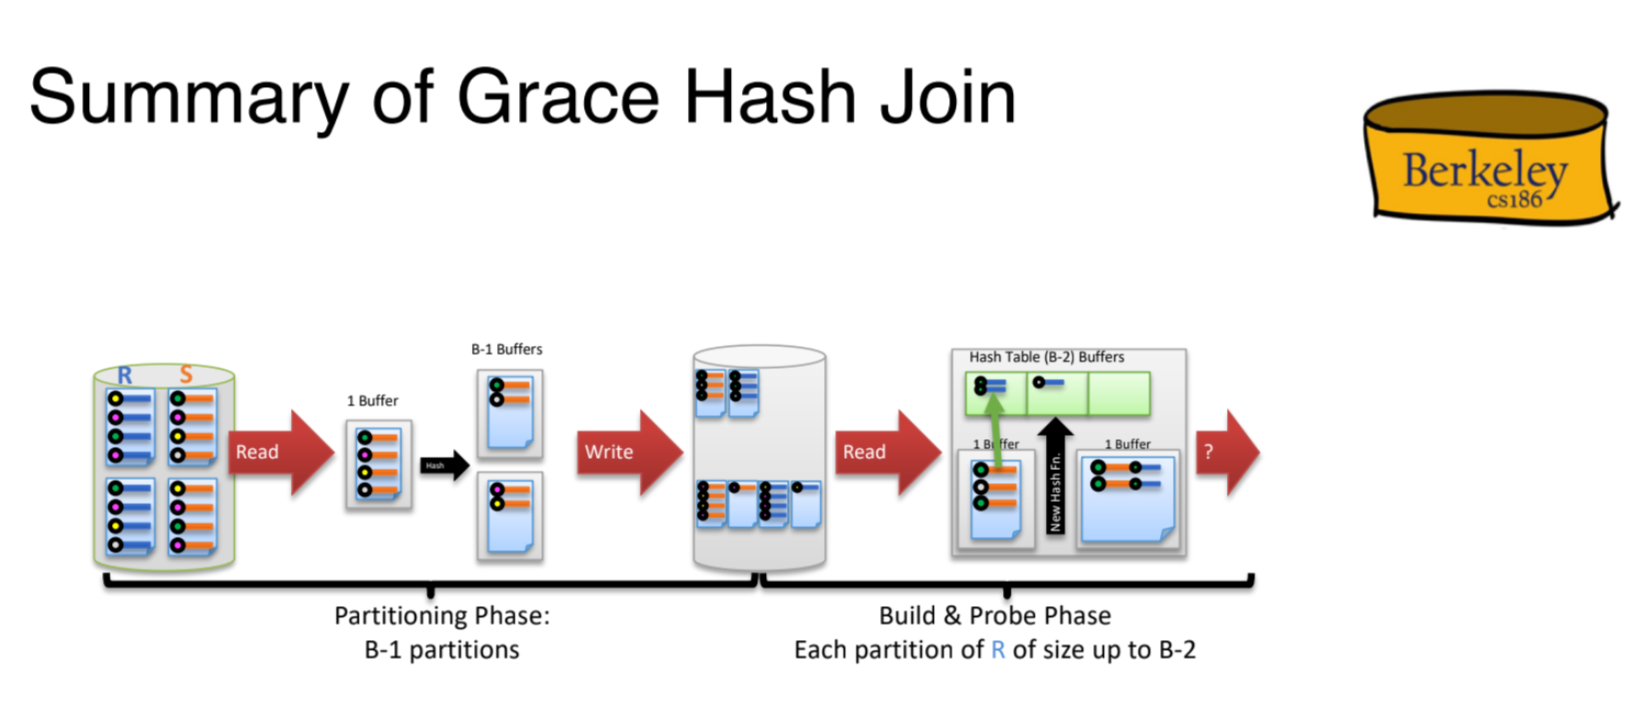 Summary of Grace Hash Join
Berkeley
cs186
R S
Read
1 Buffer
Hash
B-1 Buffers
Write
Read
Hash Table (B-2) Buffers
1 Buffer
New Hash Fn.
1 Buffer
?
Partitioning Phase:
B-1 partitions
Build & Probe Phase
Each partition of R of size up to B-2